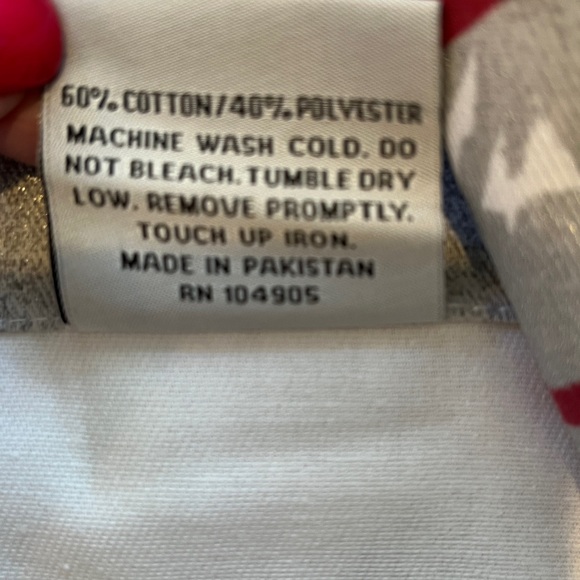 60% COTTON/40% POLYESTER
MACHINE WASH COLD. DO
NOT BLEACH. TUMBLE DRY
LOW. REMOVE PROMPTLY.
TOUCH UP IRON.
MADE IN PAKISTAN
RN 104905